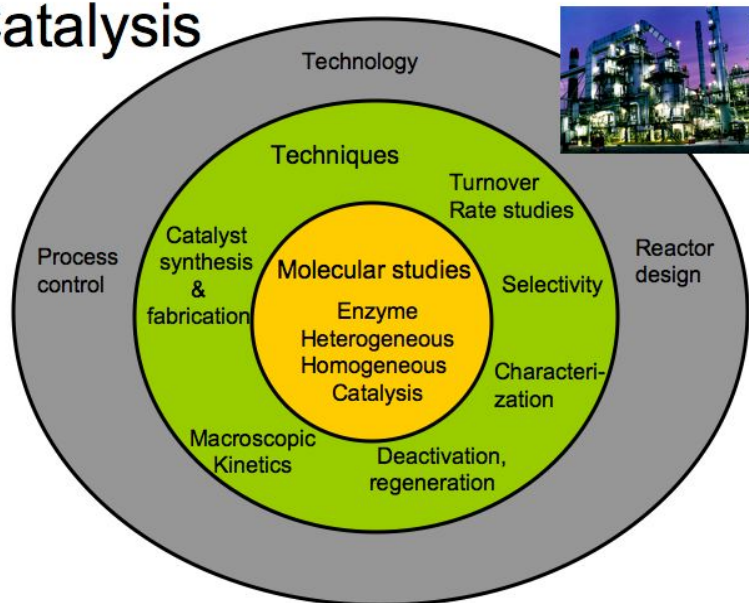 Catalysis
Technology
Techniques
Turnover
Rate studies
Catalyst
synthesis
&
fabrication
Process
control
Molecular studies
Reactor
design
Selectivity
Enzyme
Heterogeneous
Homogeneous
Catalysis
Characteri-
zation
Macroscopic
Kinetics
Deactivation,
regeneration